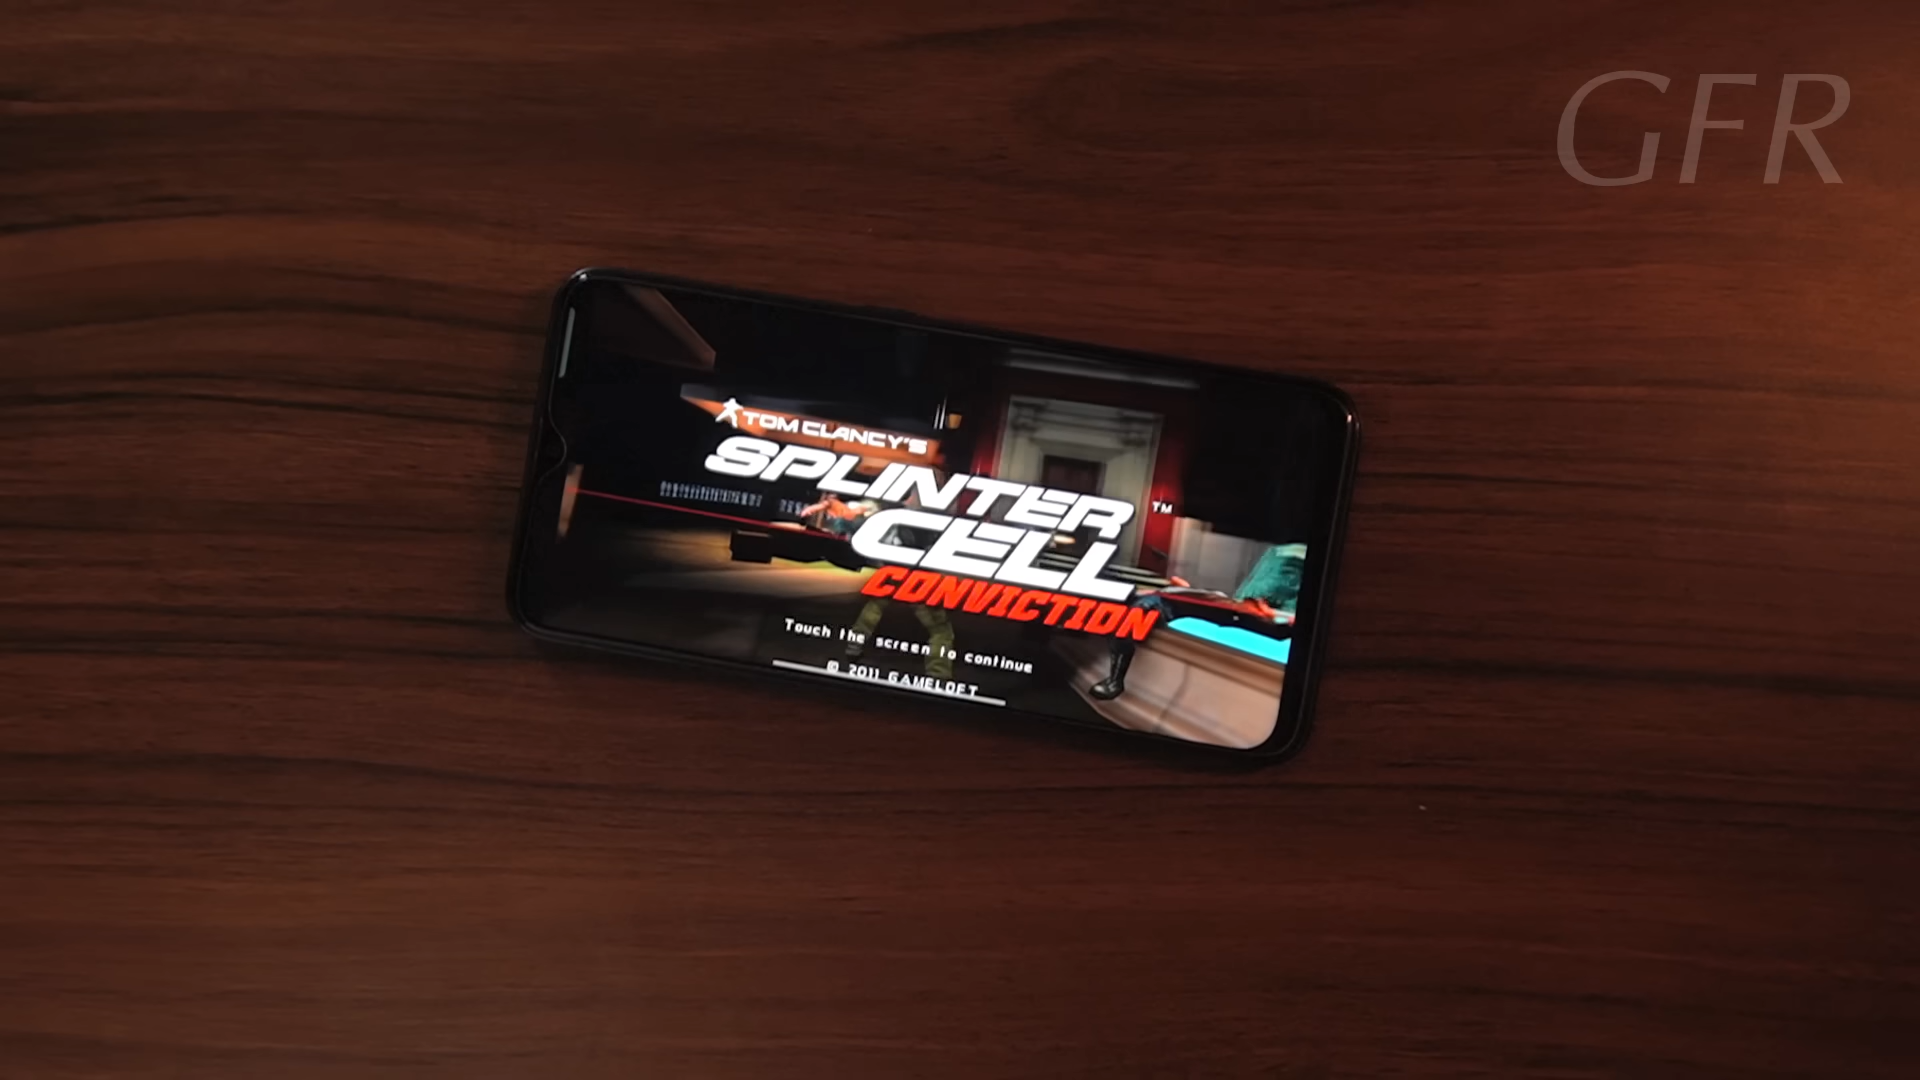 GFR
TOM CLANCY'S
SPLINTER
CELL
TM
CONVICTION
Touch the screen to continue
© 2011 GAMELOFT